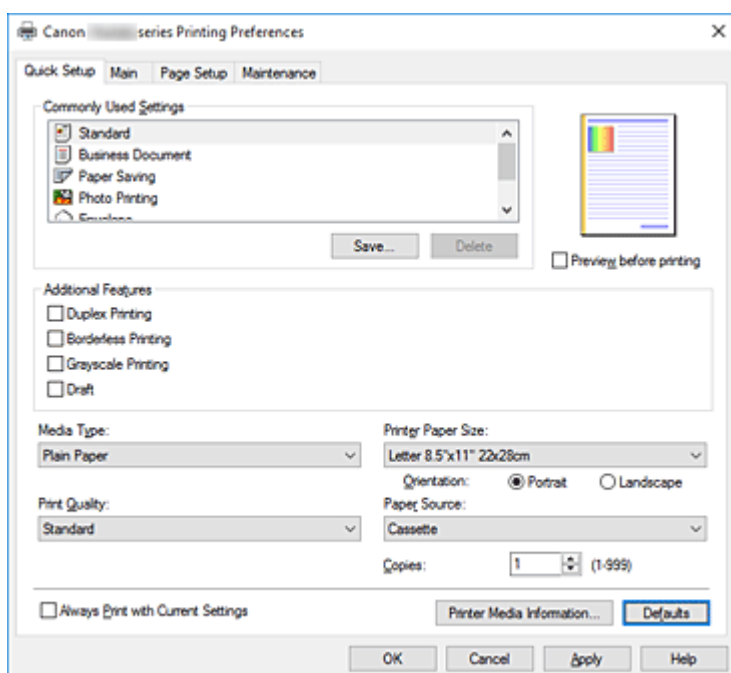 Canon series Printing Preferences
Quick Setup Main Page Setup Maintenance
Commonly Used Settings
Standard
Business Document
Paper Saving
Photo Printing
Envelope
Save... Delete
Preview before printing
Additional Features
Duplex Printing
Borderless Printing
Grayscale Printing
Draft
Media Type: Printer Paper Size:
Plain Paper Letter 8.5"x11" 22x28cm
Orientation: Portrait Landscape
Print Quality: Paper Source:
Standard Cassette
Copies: 1 (1-999)
Always Print with Current Settings Printer Media Information... Defaults
OK Cancel Apply Help